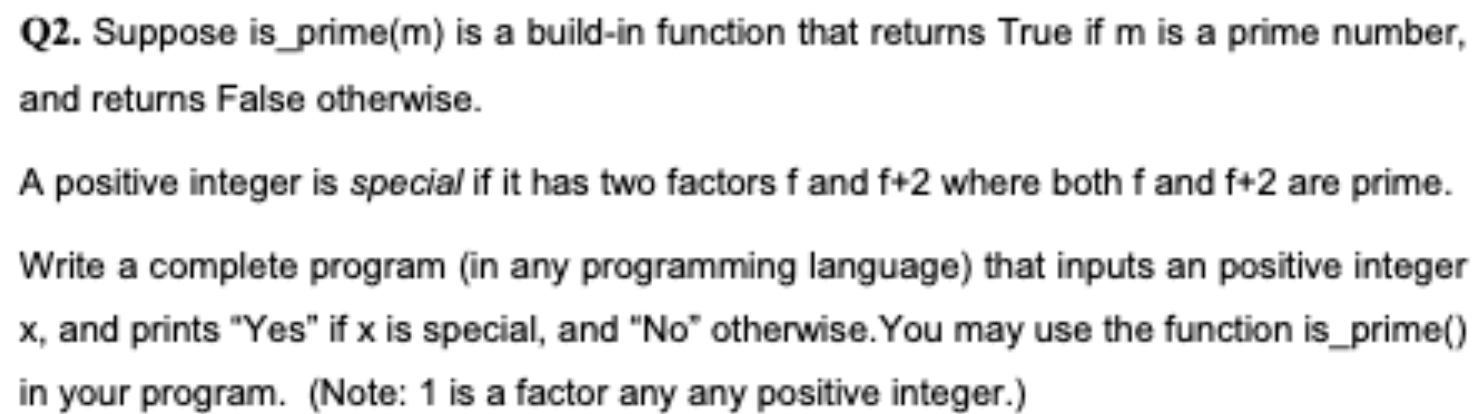 Q2. Suppose is_prime(m) is a build-in function that returns True if m is a prime number,
and returns False otherwise.
A positive integer is special if it has two factors f and f+2 where both f and f+2 are prime.
Write a complete program (in any programming language) that inputs an positive integer
x, and prints "Yes" if x is special, and "No" otherwise.You may use the function is_prime()
in your program. (Note: 1 is a factor any any positive integer.)